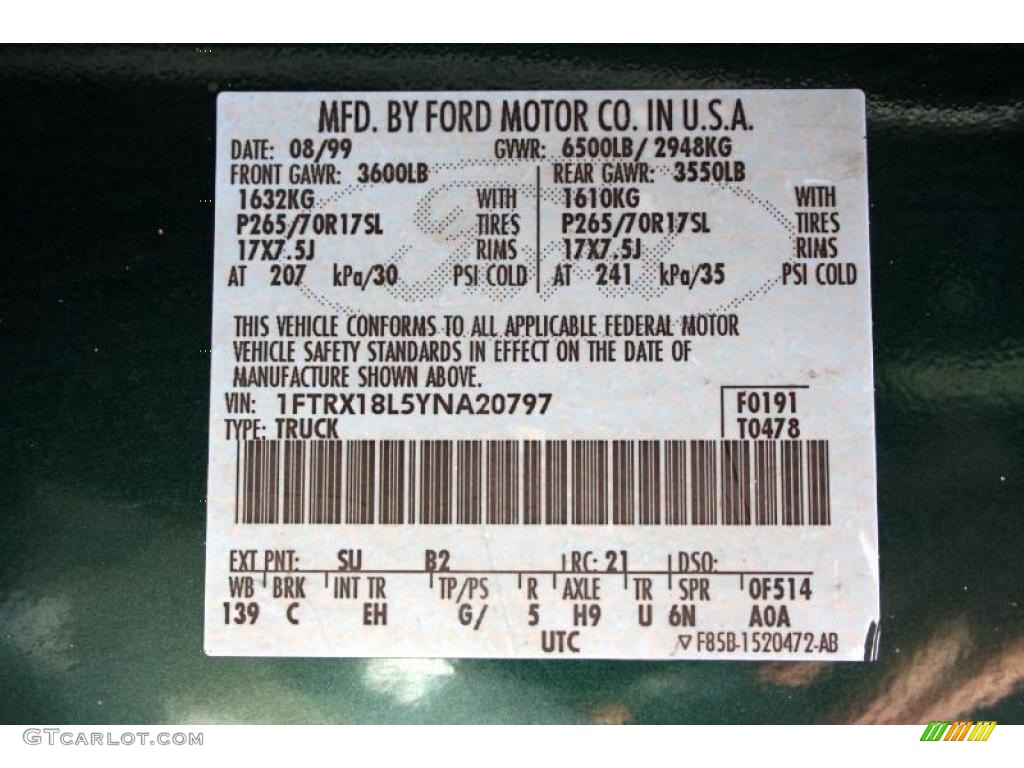 MFD. BY FORD MOTOR CO. IN U.S.A.
DATE: 08/99 GVWR: 6500LB/ 2948KG
FRONT GAWR: 3600LB REAR GAWR: 3550LB
1632KG WITH 1610KG WITH
P265/70R17SL TIRES P265/70R17SL TIRES
17X7.5J RIMS 17X7.5J RIMS
AT 207 kPa/30 PSI COLD AT 241 kPa/35 PSI COLD
THIS VEHICLE CONFORMS TO ALL APPLICABLE FEDERAL MOTOR
VEHICLE SAFETY STANDARDS IN EFFECT ON THE DATE OF
MANUFACTURE SHOWN ABOVE.
VIN: 1FTRX18L5YNA20797 F0191
TYPE: TRUCK T0478
EXT PNT: SU B2 RC: 21 DSO:
WB BRK INT TR TP/PS R AXLE TR SPR 0F514
139 C EH G/ 5 H9 U 6N A0A
UTC F85B-1520472-AB
GTCarlot.com